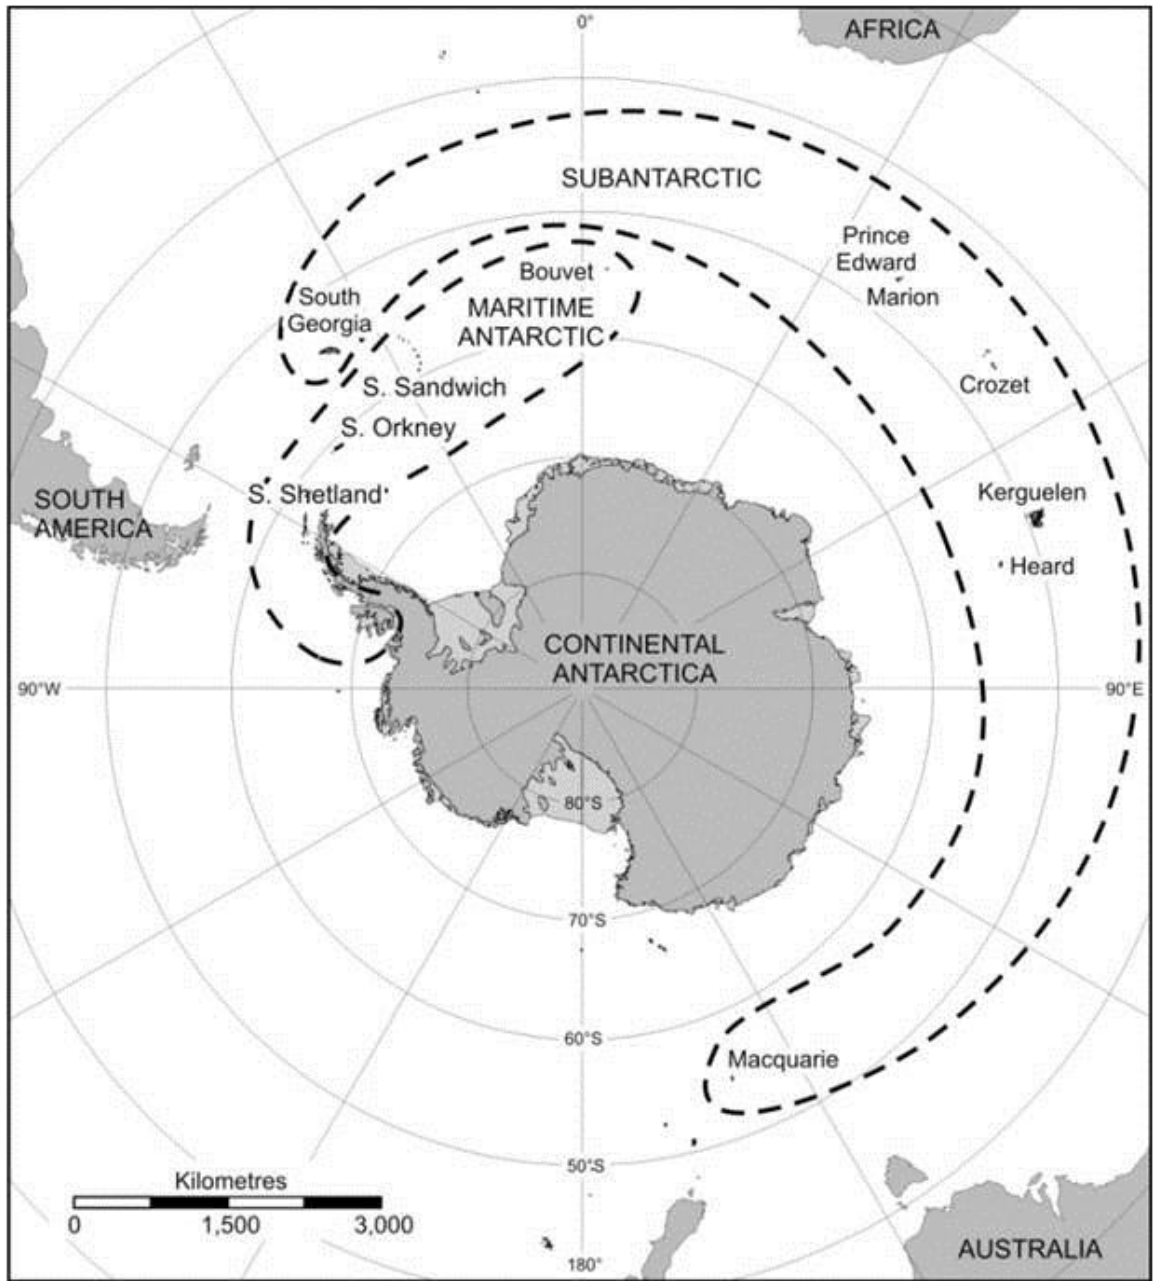 0°
AFRICA
SUBANTARCTIC
Prince
Edward
Marion
Bouvet
MARITIME
ANTARCTIC
South
Georgia
S. Sandwich
Crozet
S. Orkney
S. Shetland
Kerguelen
SOUTH
AMERICA
Heard
CONTINENTAL
ANTARCTICA
90°W
90°E
80°S
70°S
60°S
Macquarie
50°S
Kilometres
0 1,500 3,000
180°
AUSTRALIA